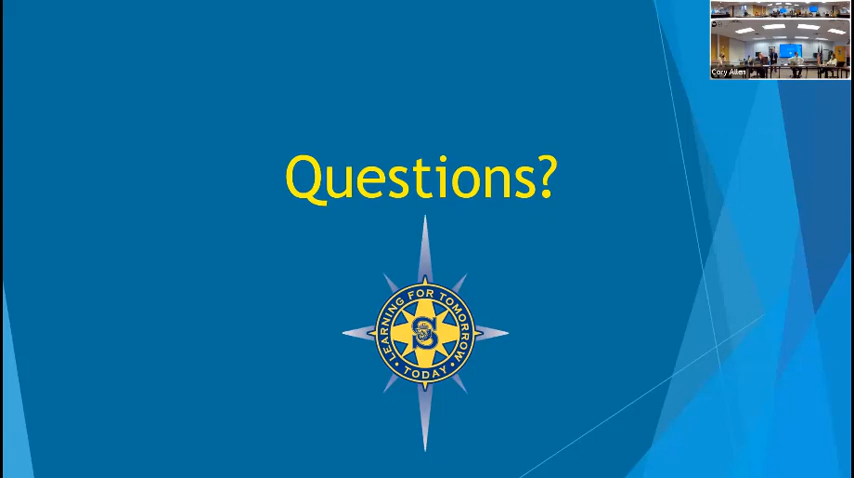 Cory Allen
Questions?
LEARNING FOR TOMORROW
S
• TODAY •